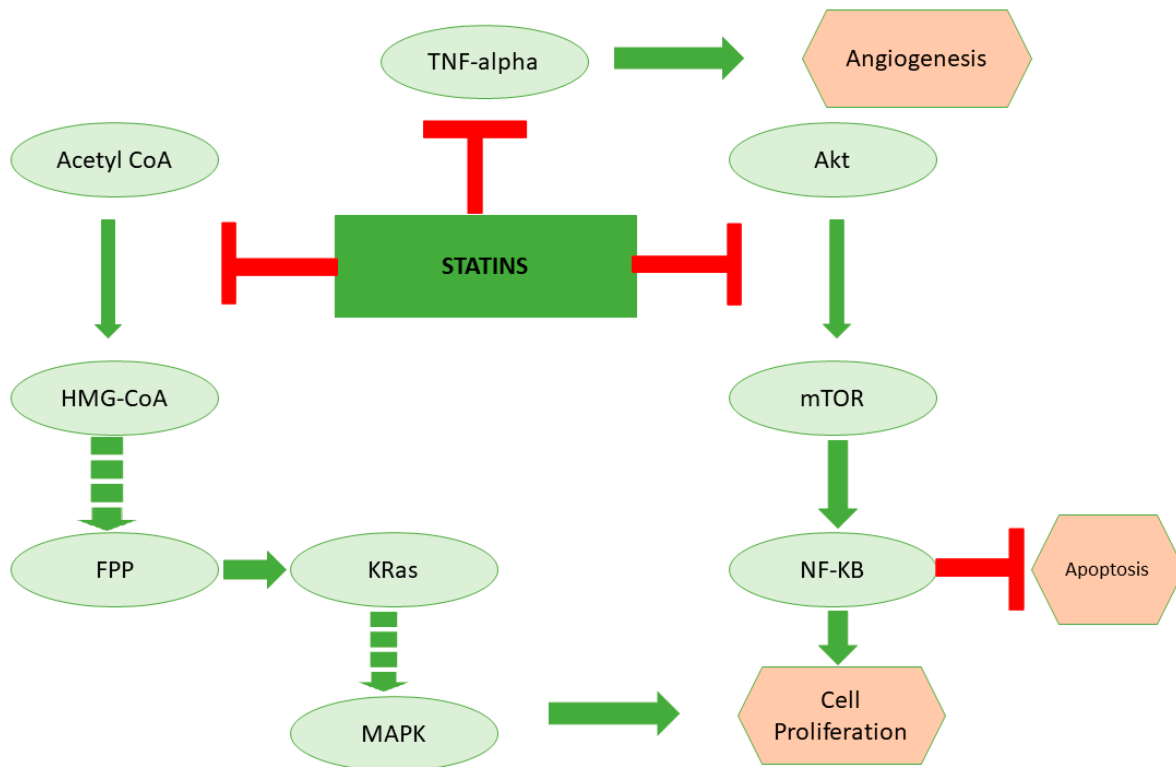 TNF-alpha
Angiogenesis
Acetyl CoA
Akt
STATINS
HMG-CoA
mTOR
FPP
KRas
NF-KB
Apoptosis
MAPK
Cell
Proliferation